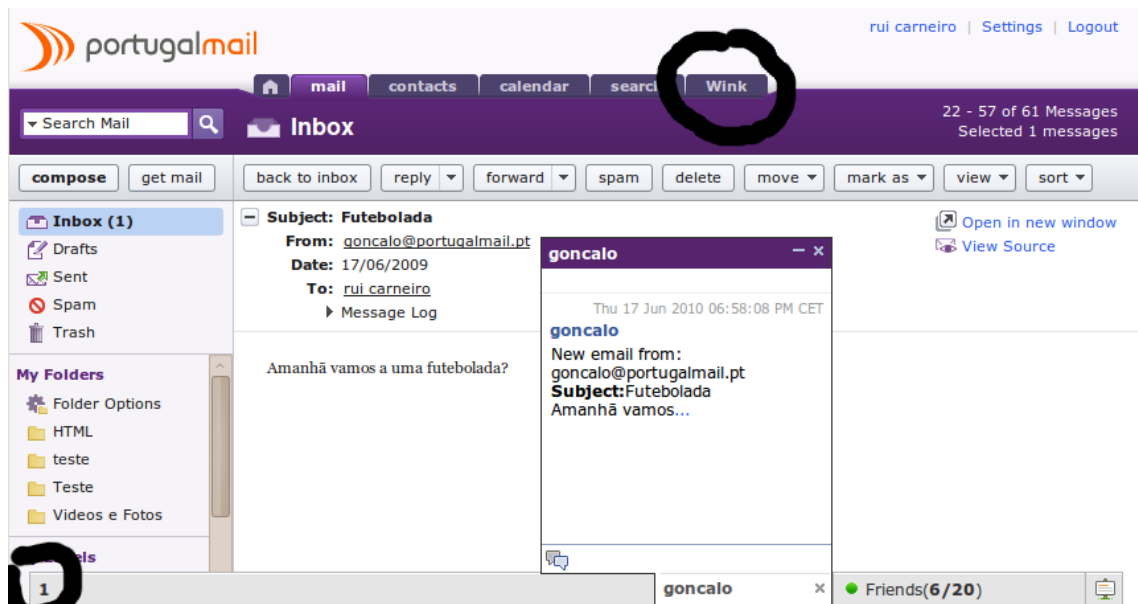 portugalmail
rui carneiro | Settings | Logout
mail contacts calendar search Wink
Search Mail
Inbox
22 - 57 of 61 Messages
Selected 1 messages
compose get mail back to inbox reply forward spam delete move mark as view sort
Inbox (1)
Drafts
Sent
Spam
Trash
My Folders
Folder Options
HTML
teste
Teste
Videos e Fotos
Subject: Futebolada
From: goncalo@portugalmail.pt
Date: 17/06/2009
To: rui carneiro
Message Log
Open in new window
View Source
Amanhã vamos a uma futebolada?
goncalo
Thu 17 Jun 2010 06:58:08 PM CET
goncalo
New email from:
goncalo@portugalmail.pt
Subject:Futebolada
Amanhã vamos...
1
goncalo
Friends(6/20)